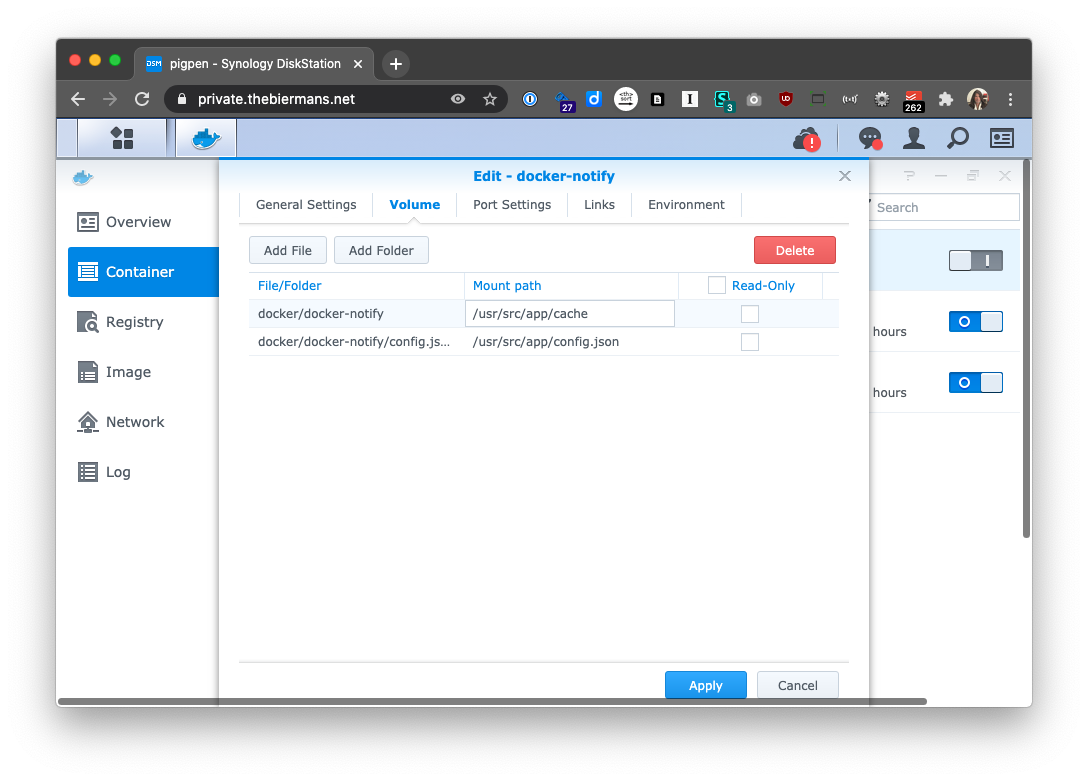 DSM pigpen - Synology DiskStation
private.thebiermans.net
27
<th>
sort
3
UD
262
Edit - docker-notify
General Settings
Volume
Port Settings
Links
Environment
Search
Overview
Container
Registry
Image
Network
Log
Add File
Add Folder
Delete
File/Folder
Mount path
Read-Only
docker/docker-notify
/usr/src/app/cache
docker/docker-notify/config.js...
/usr/src/app/config.json
hours
hours
Apply
Cancel